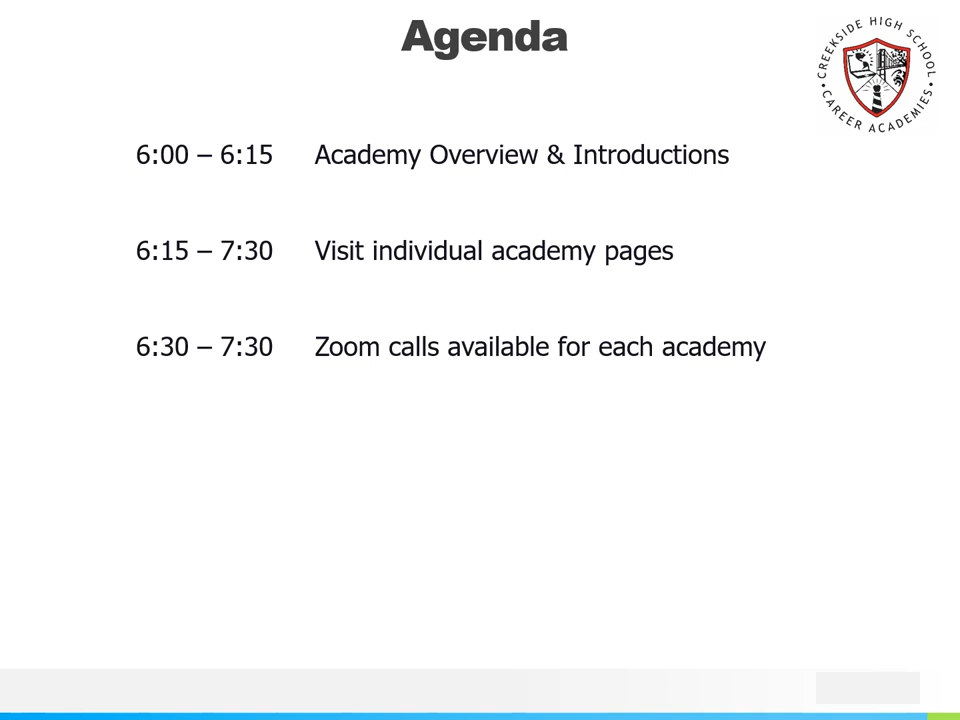 Agenda
CREEKSIDE HIGH SCHOOL
• CAREER ACADEMIES •
6:00 – 6:15 Academy Overview & Introductions
6:15 – 7:30 Visit individual academy pages
6:30 – 7:30 Zoom calls available for each academy